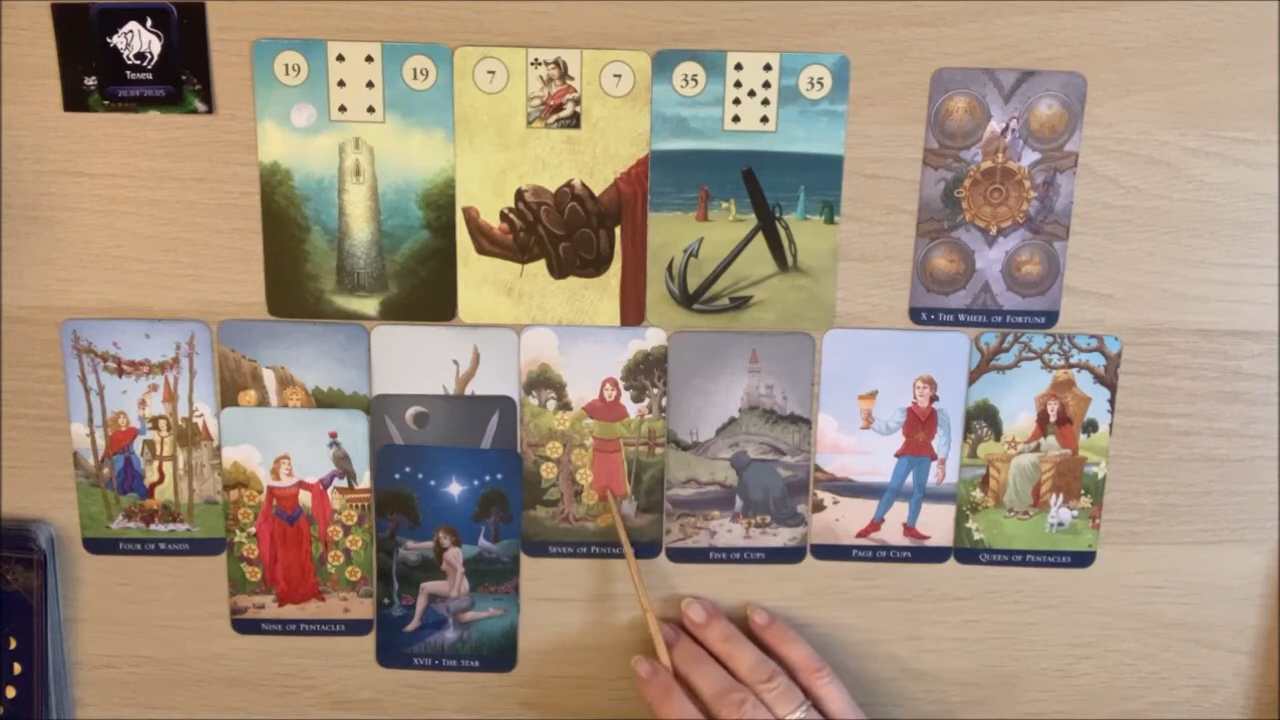 Телец
20.04-20.05
19
19
7
7
35
35
X • THE WHEEL OF FORTUNE
FOUR OF WANDS
NINE OF PENTACLES
XVII • THE STAR
SEVEN OF PENTAC
FIVE OF CUPS
PAGE OF CUPS
QUEEN OF PENTACLES